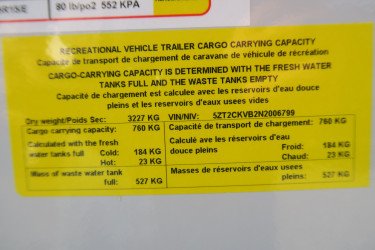 R15E 80 lb/po2 552 KPA
RECREATIONAL VEHICLE TRAILER CARGO CARRYING CAPACITY
Capacité de transport de chargement de caravane de véhicule de récréation
CARGO-CARRYING CAPACITY IS DETERMINED WITH THE FRESH WATER
TANKS FULL AND THE WASTE TANKS EMPTY
Capacité de chargement est calculee avec les reservoirs d'eau douce
pleins et les reservoirs d'eaux usees vides
Dry weight/Poids Sec: 3227 KG VIN/NIV: 5ZT2CKVB2N2006799
Cargo carrying capacity: 760 KG
Calculated with the fresh
water tanks full Cold: 184 KG
Hot: 23 KG
Mass of waste water tank
full: 527 KG
Capacité de transport de chargement: 760 KG
Calculé ave les réservoirs d'eau
douce pleins Froid: 184 KG
Chaud: 23 KG
Masses de réservoirs d'eaux usees
pleins: 527 KG